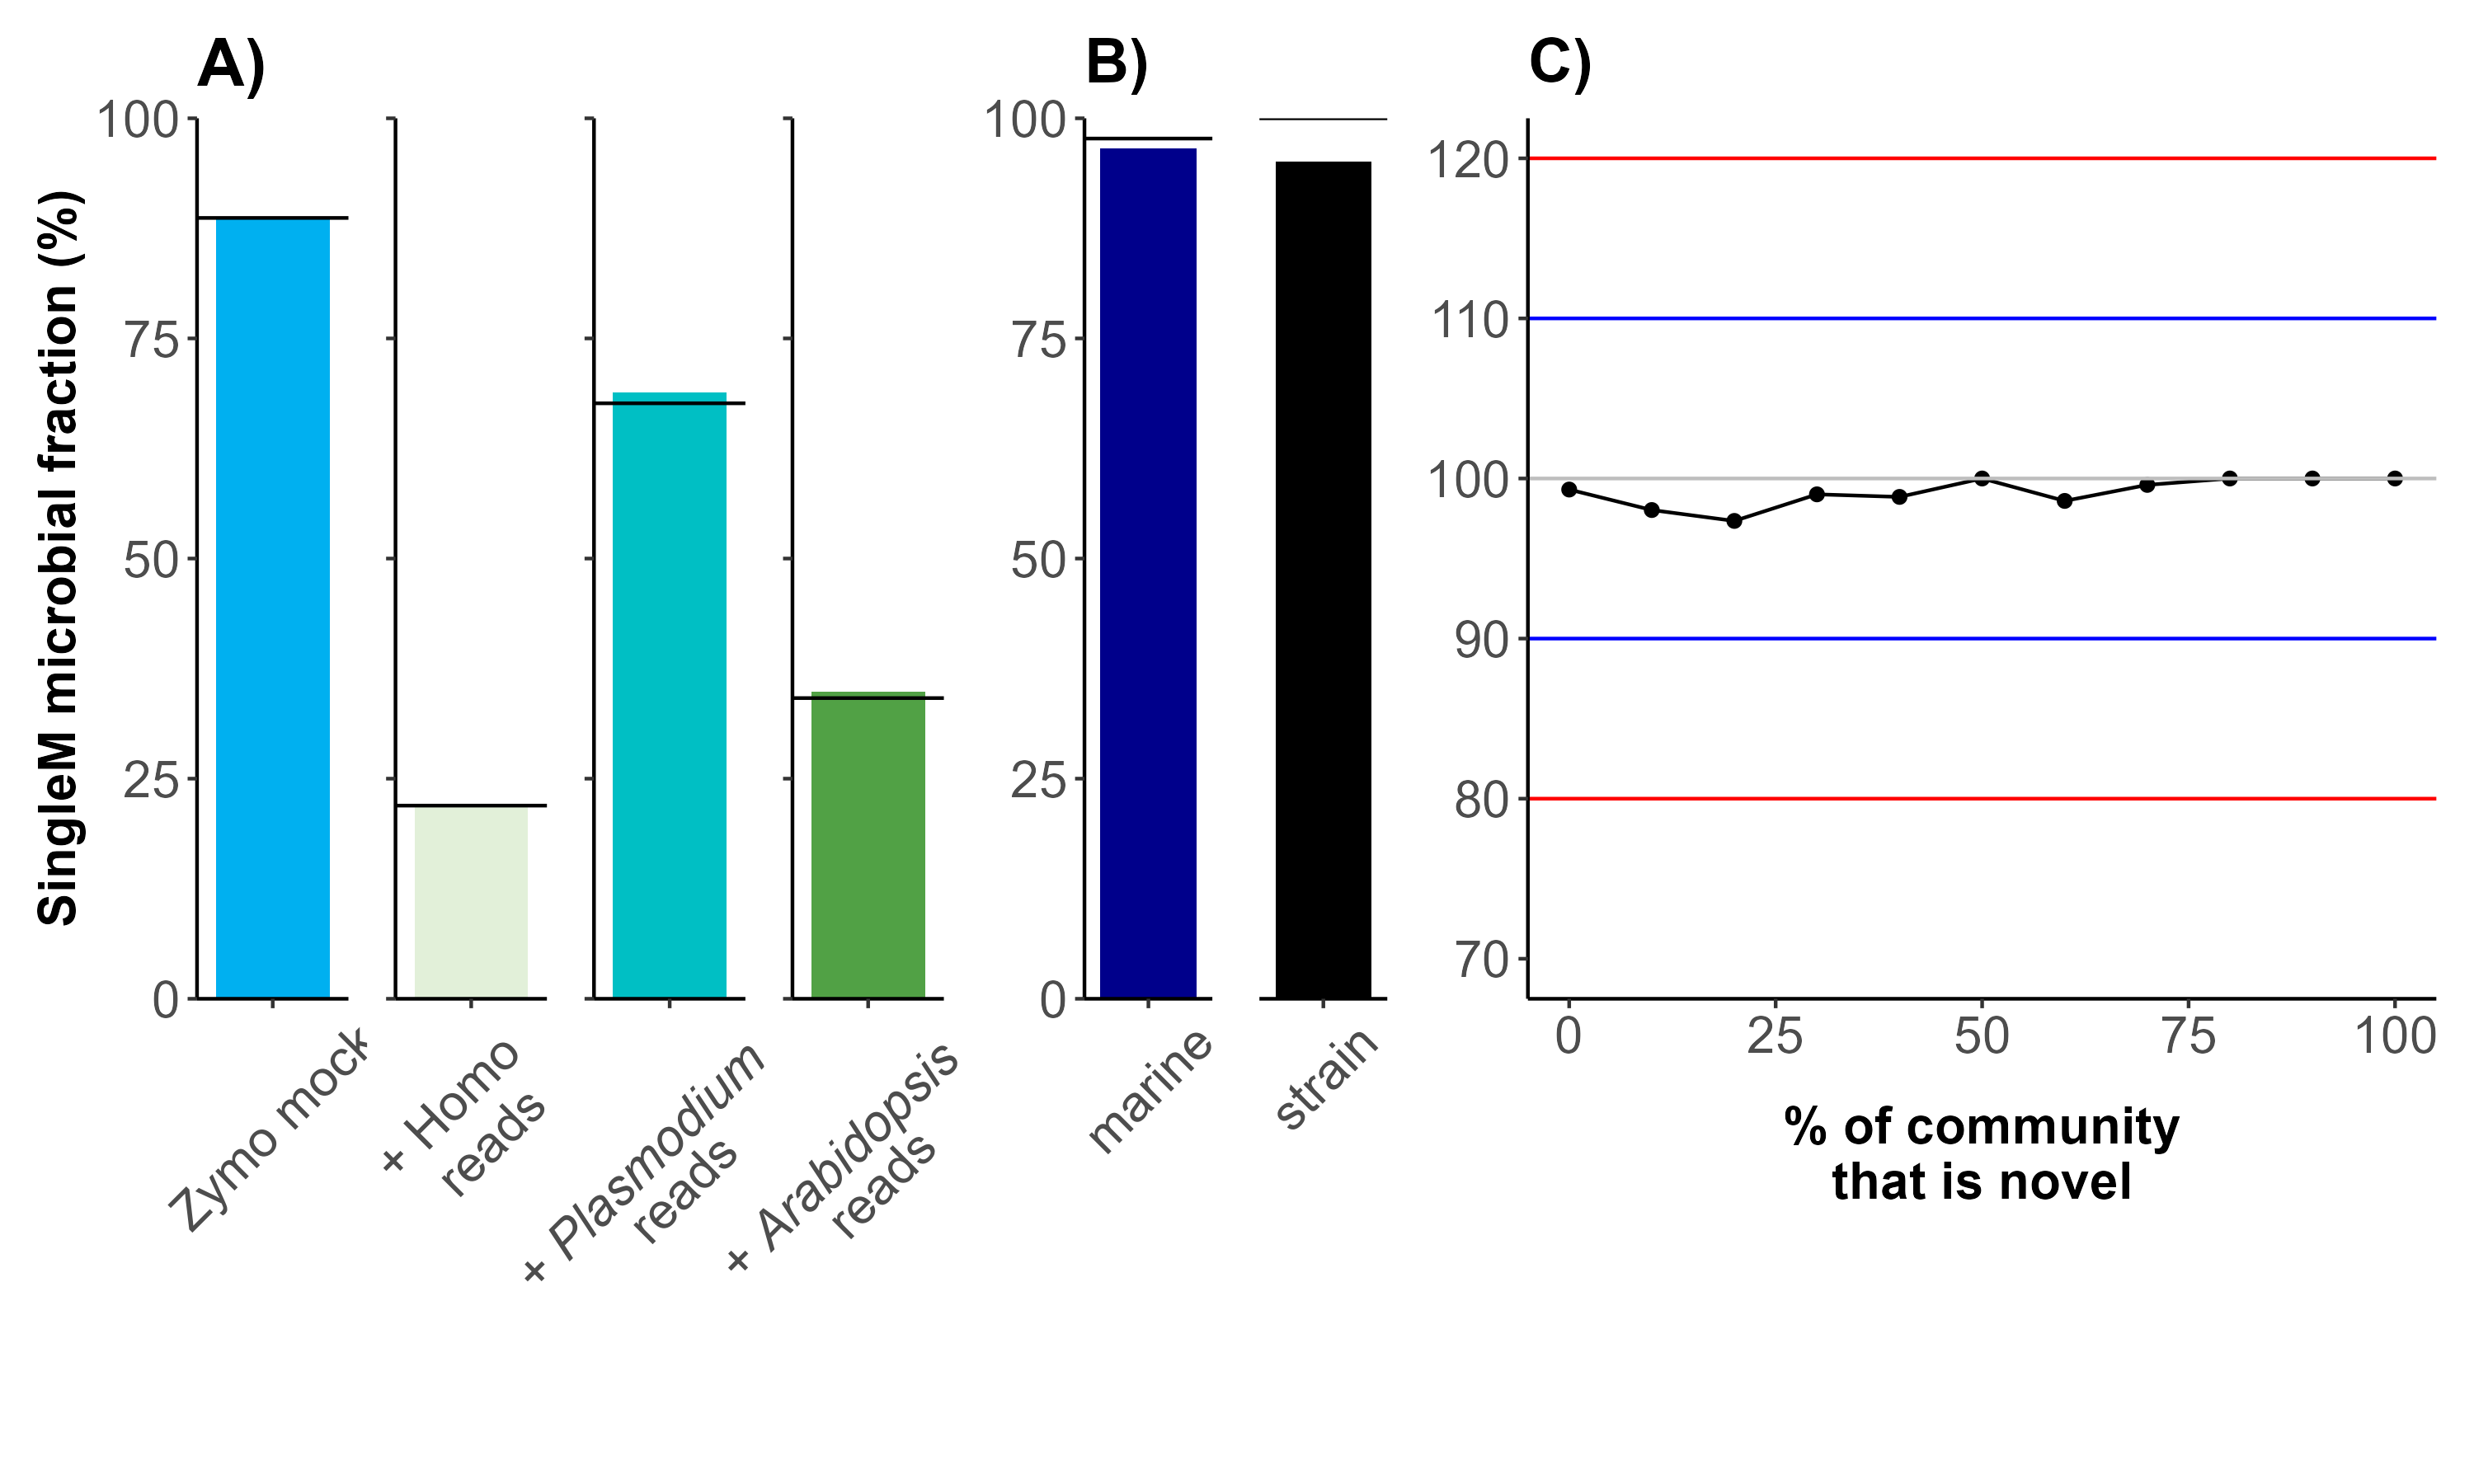 A)
B)
C)
SingleM microbial fraction (%)
100
75
50
25
0
Zymo mock
+ Homo
reads
+ Plasmodium
reads
+ Arabidopsis
reads
100
75
50
25
0
marine
strain
120
110
100
90
80
70
0 25 50 75 100
% of community
that is novel